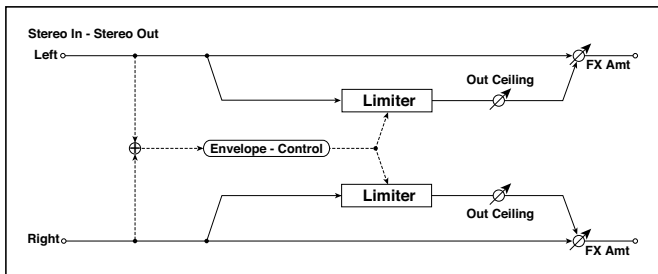 Stereo In - Stereo Out
Left
FX Amt
Out Ceiling
Limiter
Envelope - Control
Limiter
Out Ceiling
Right
FX Amt